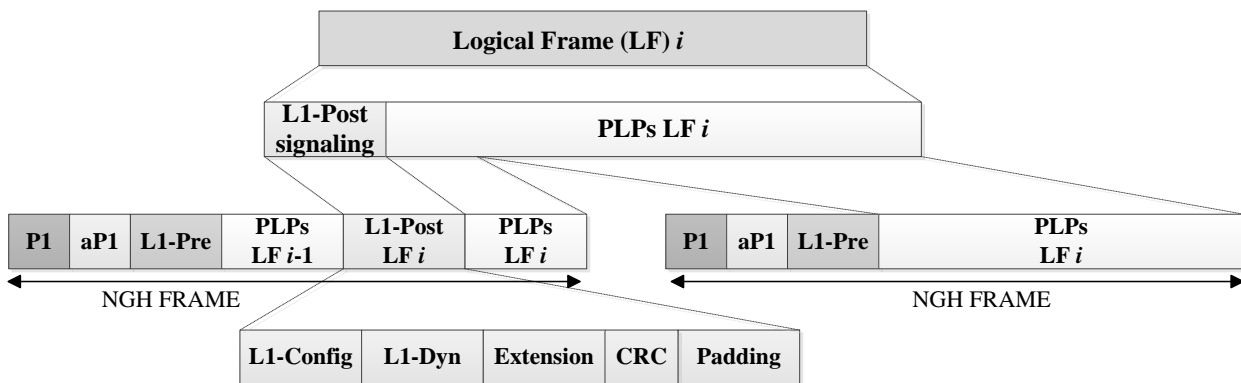 Logical Frame (LF) i
L1-Post
signaling
PLPs LF i
P1
aP1
L1-Pre
PLPs
LF i-1
L1-Post
LF i
PLPs
LF i
P1
aP1
L1-Pre
PLPs
LF i
NGH FRAME
NGH FRAME
L1-Config
L1-Dyn
Extension
CRC
Padding